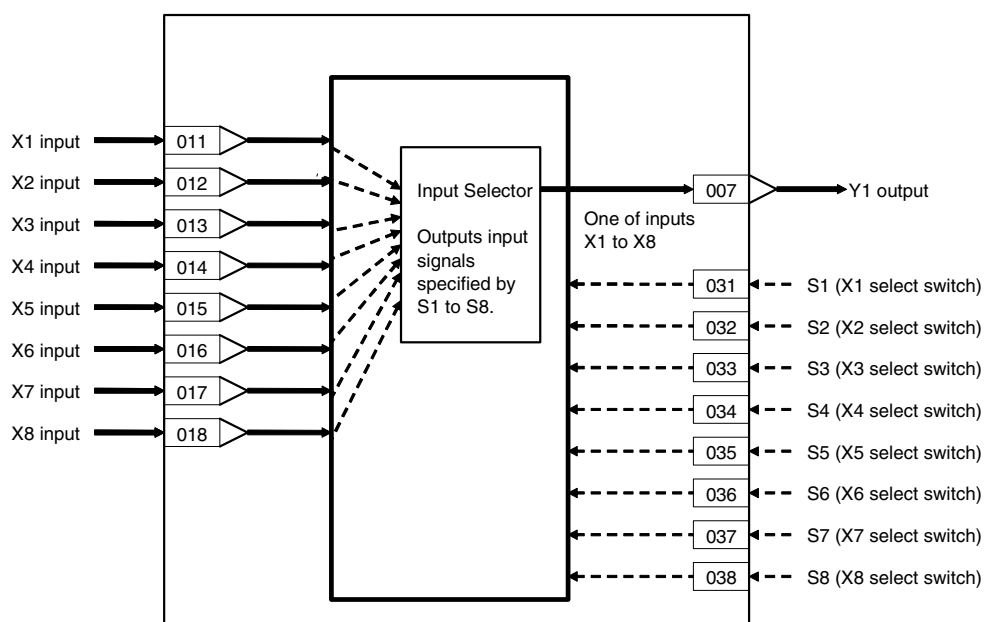 X1 input
011
X2 input
012
X3 input
013
X4 input
014
X5 input
015
X6 input
016
X7 input
017
X8 input
018
Input Selector
Outputs input
signals
specified by
S1 to S8.
007
Y1 output
One of inputs
X1 to X8
031
S1 (X1 select switch)
032
S2 (X2 select switch)
033
S3 (X3 select switch)
034
S4 (X4 select switch)
035
S5 (X5 select switch)
036
S6 (X6 select switch)
037
S7 (X7 select switch)
038
S8 (X8 select switch)